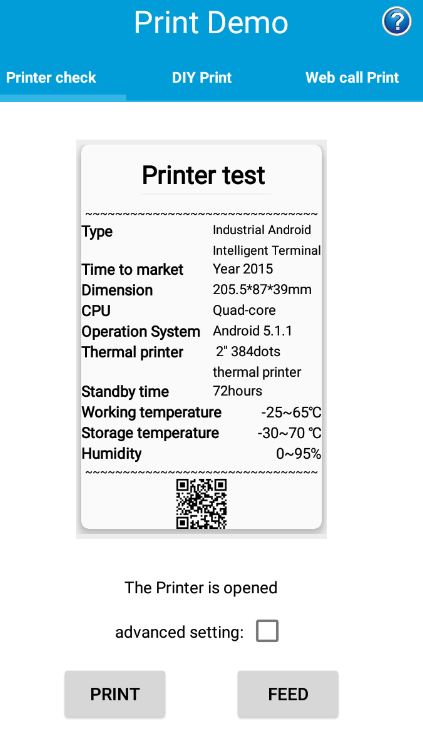 Print Demo
?
Printer check DIY Print Web call Print
Printer test
~~~~~~~~~~~~~~~~~~~~~~~~~~~~~~~
Type Industrial Android
Intelligent Terminal
Time to market Year 2015
Dimension 205.5*87*39mm
CPU Quad-core
Operation System Android 5.1.1
Thermal printer 2" 384dots
thermal printer
Standby time 72hours
Working temperature -25~65℃
Storage temperature -30~70 ℃
Humidity 0~95%
~~~~~~~~~~~~~~~~~~~~~~~~~~~~~~~
The Printer is opened
advanced setting:
PRINT FEED